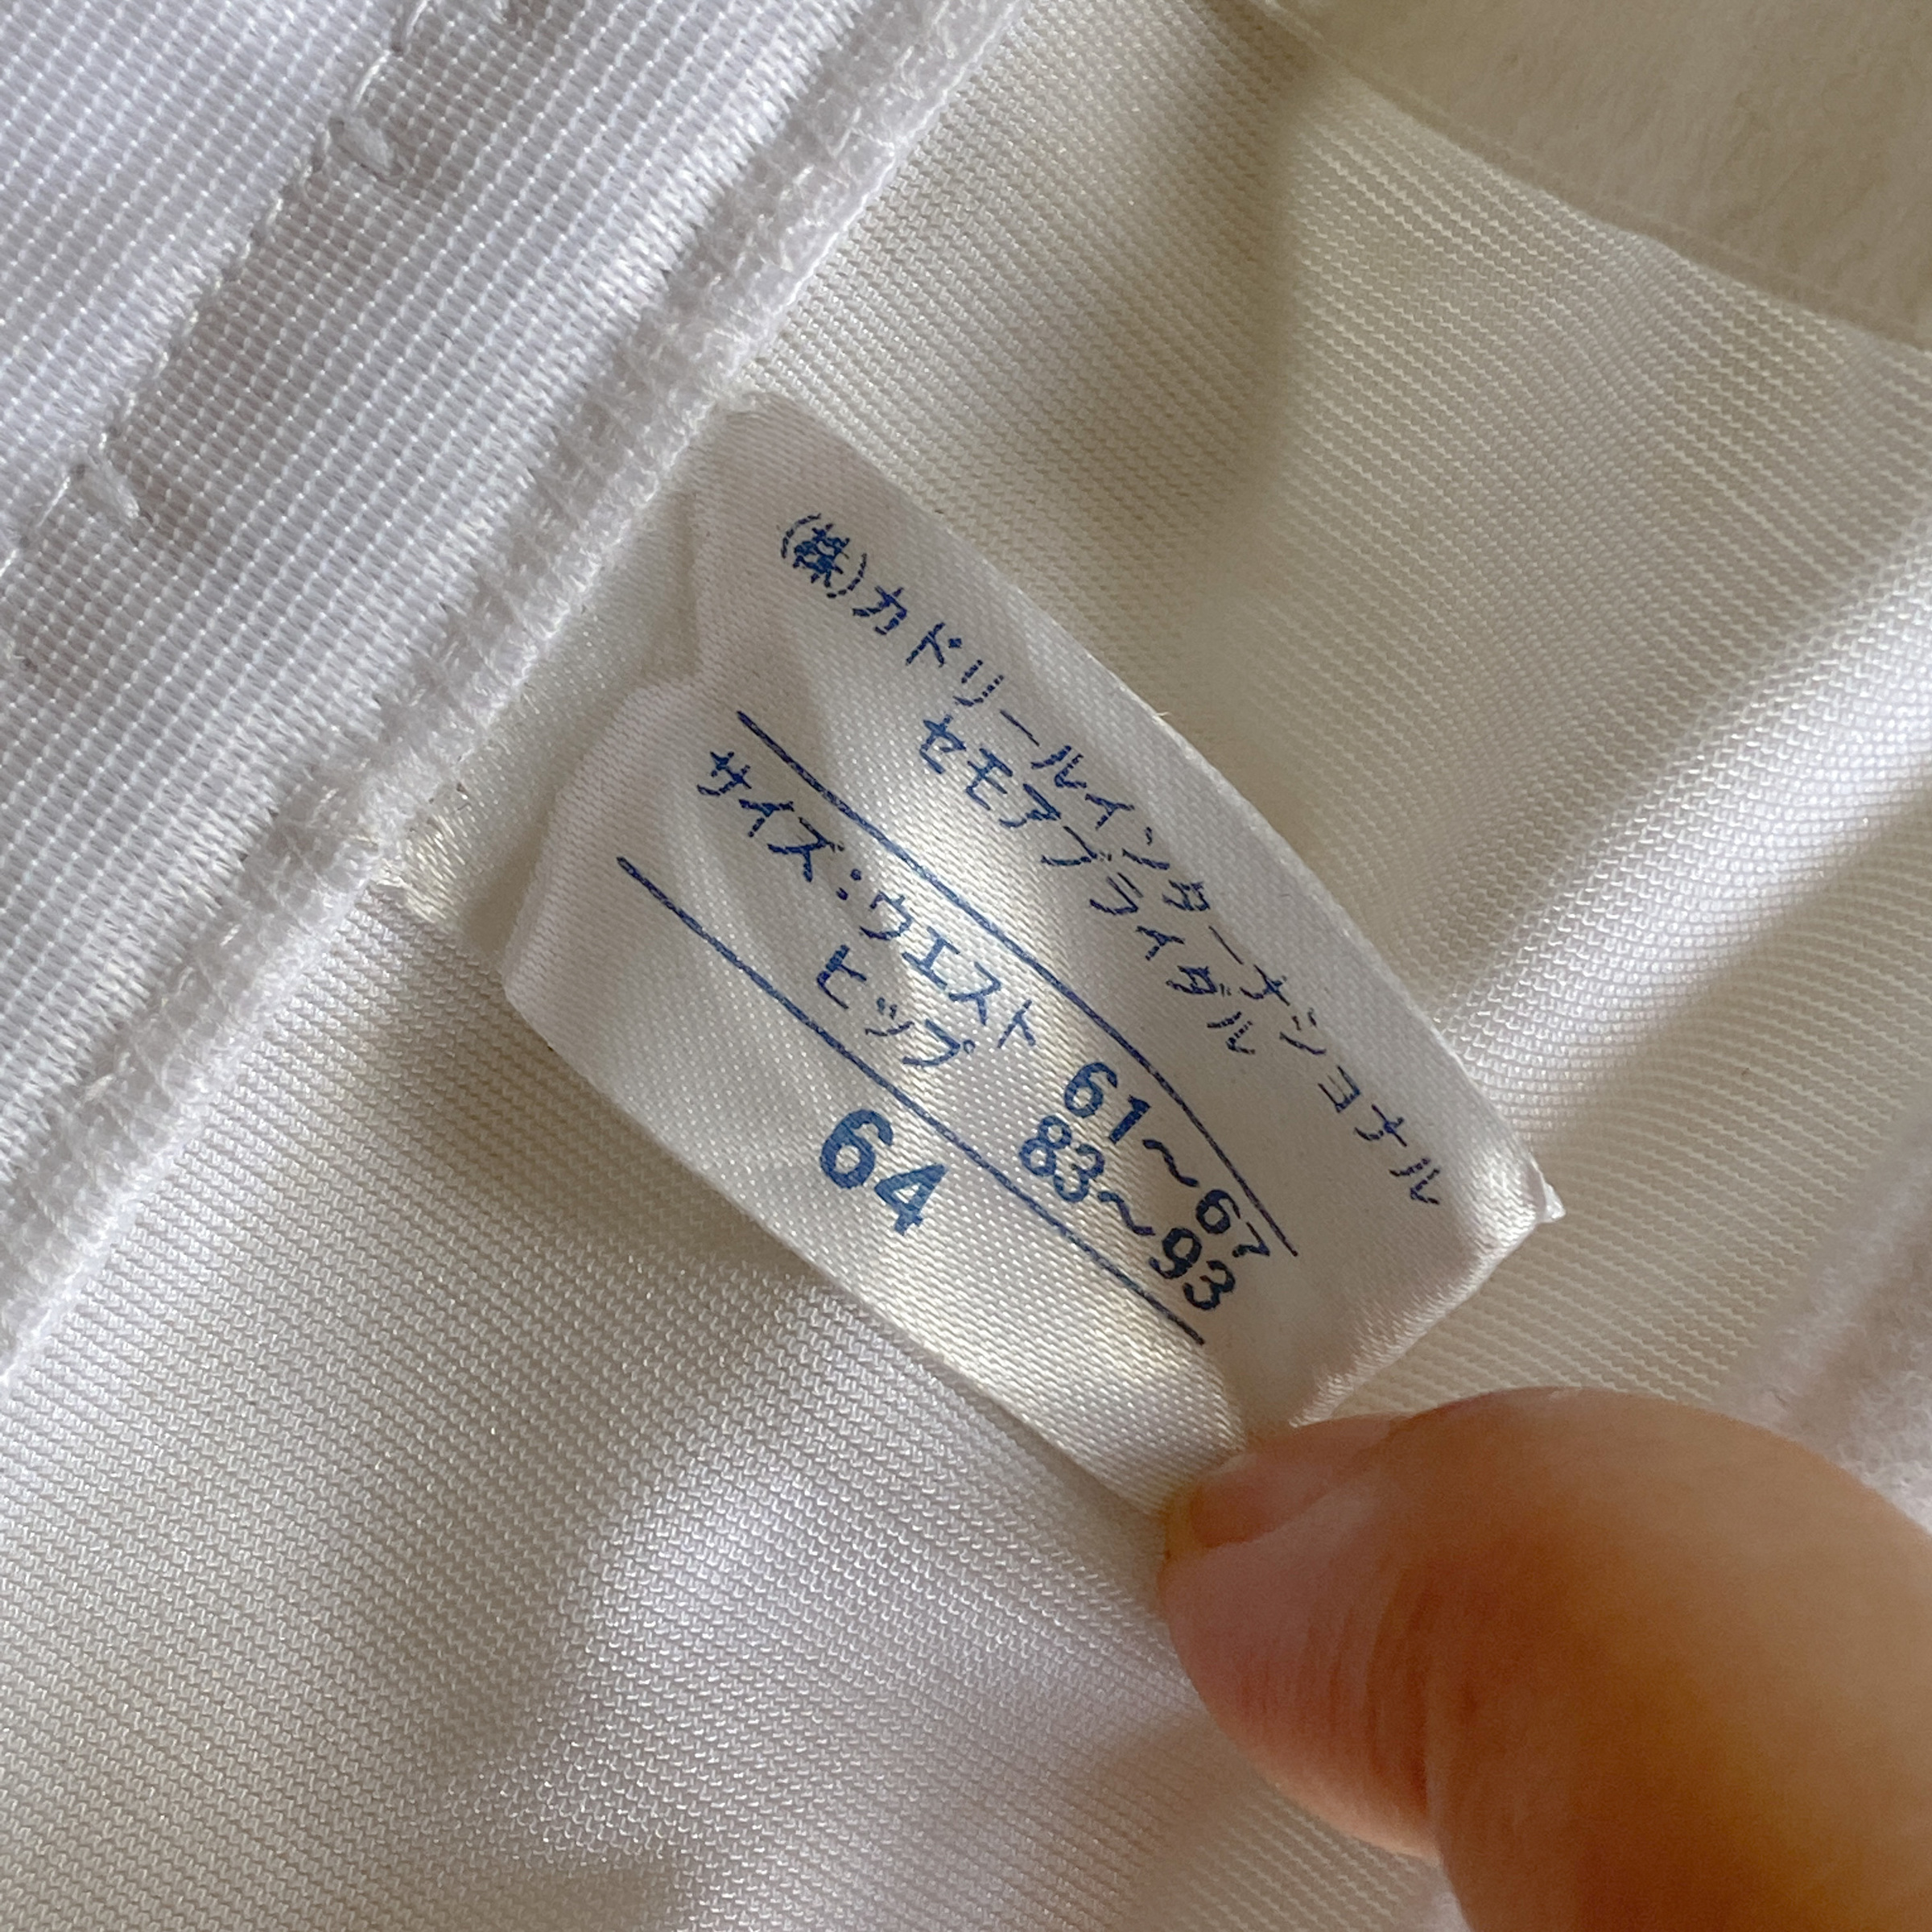 (株)カドリールインターナショナル
セモアブライダル
サイズ:ウエスト 61~67
ヒップ 83~93
64